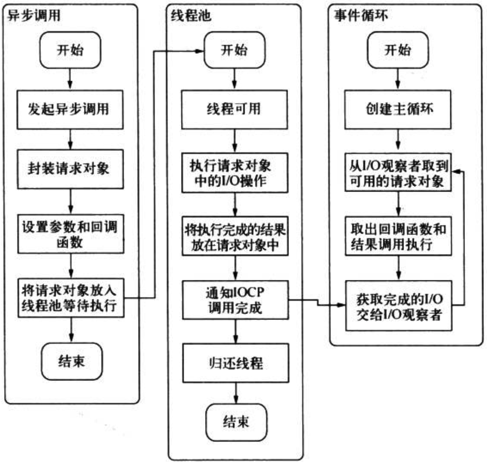 异步调用
开始
发起异步调用
封装请求对象
设置参数和回调
函数
将请求对象放入
线程池等待执行
结束
线程池
开始
线程可用
执行请求对象
中的I/O操作
将执行完成的结果
放在请求对象中
通知IOCP
调用完成
归还线程
结束
事件循环
开始
创建主循环
从I/O观察者取到
可用的请求对象
取出回调函数和
结果调用执行
获取完成的I/O
交给I/O观察者